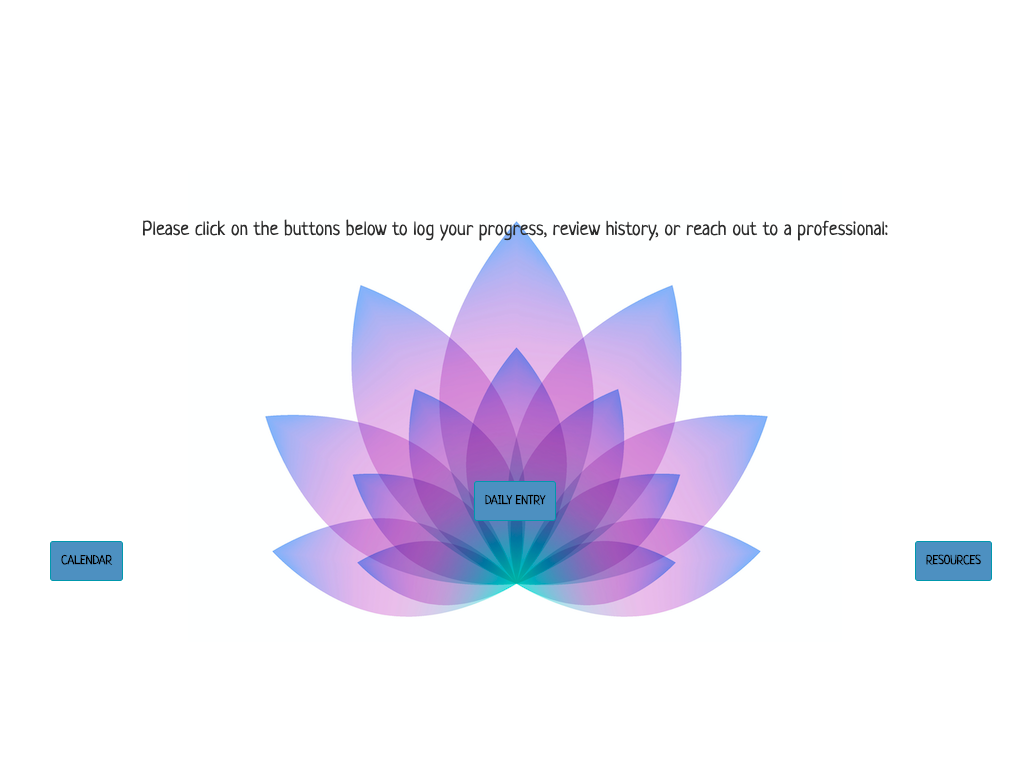 Please click on the buttons below to log your progress, review history, or reach out to a professional:
DAILY ENTRY
CALENDAR
RESOURCES